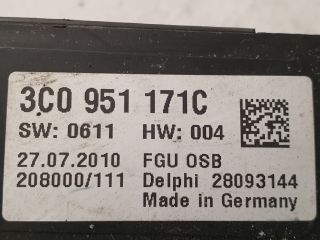 3C0 951 171C
SW: 0611 HW: 004
27.07.2010 FGU OSB
208000/111 Delphi 28093144
Made in Germany